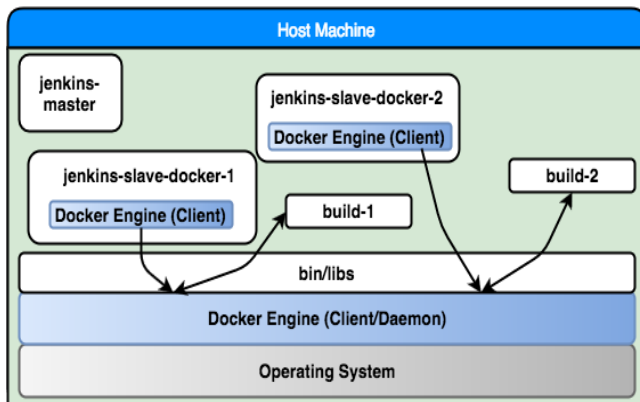 Host Machine
jenkins-
master
jenkins-slave-docker-2
Docker Engine (Client)
jenkins-slave-docker-1
Docker Engine (Client)
build-2
build-1
bin/libs
Docker Engine (Client/Daemon)
Operating System